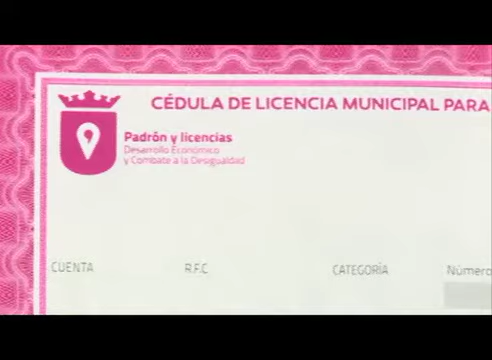 CÉDULA DE LICENCIA MUNICIPAL PARA
Padrón y licencias
Desarrollo Económico
y Combate a la Desigualdad
CUENTA
R.F.C
CATEGORÍA
Número